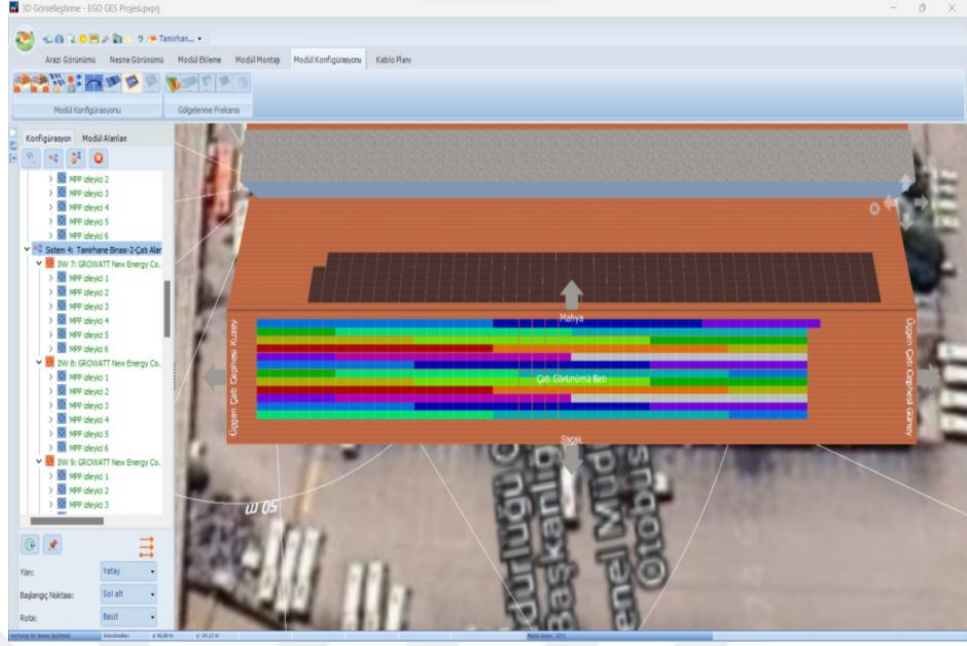 3D Görselleştirme - EGO GES Projesi.pvprj
Tamirhan...
Arazi Görünümü Nesne Görünümü Modül Ekleme Modül Montajı Modül Konfigürasyonu Kablo Planı
Modül Konfigürasyonu Gölgelenme Frekansı
Konfigürasyon Modül Alanları
MPP izleyici 2
MPP izleyici 3
MPP izleyici 4
MPP izleyici 5
MPP izleyici 6
Sistem 4: Tamirhane Binası-2-Çatı Alan
INV 7: GROWATT New Energy Co.
MPP izleyici 1
MPP izleyici 2
MPP izleyici 3
MPP izleyici 4
MPP izleyici 5
MPP izleyici 6
INV 8: GROWATT New Energy Co.
MPP izleyici 1
MPP izleyici 2
MPP izleyici 3
MPP izleyici 4
MPP izleyici 5
MPP izleyici 6
INV 9: GROWATT New Energy Co.
MPP izleyici 1
MPP izleyici 2
MPP izleyici 3
Yön: Yatay
Başlangıç Noktası: Sol alt
Rota: Basit
Mahya
Üçgen Çatı Cephesi Kuzey
Çatı Görünümü Batı
Üçgen Çatı Cephesi Güney
Saçak
50 m
durluğü
Başkanlığ
enel Müd
Otobüs